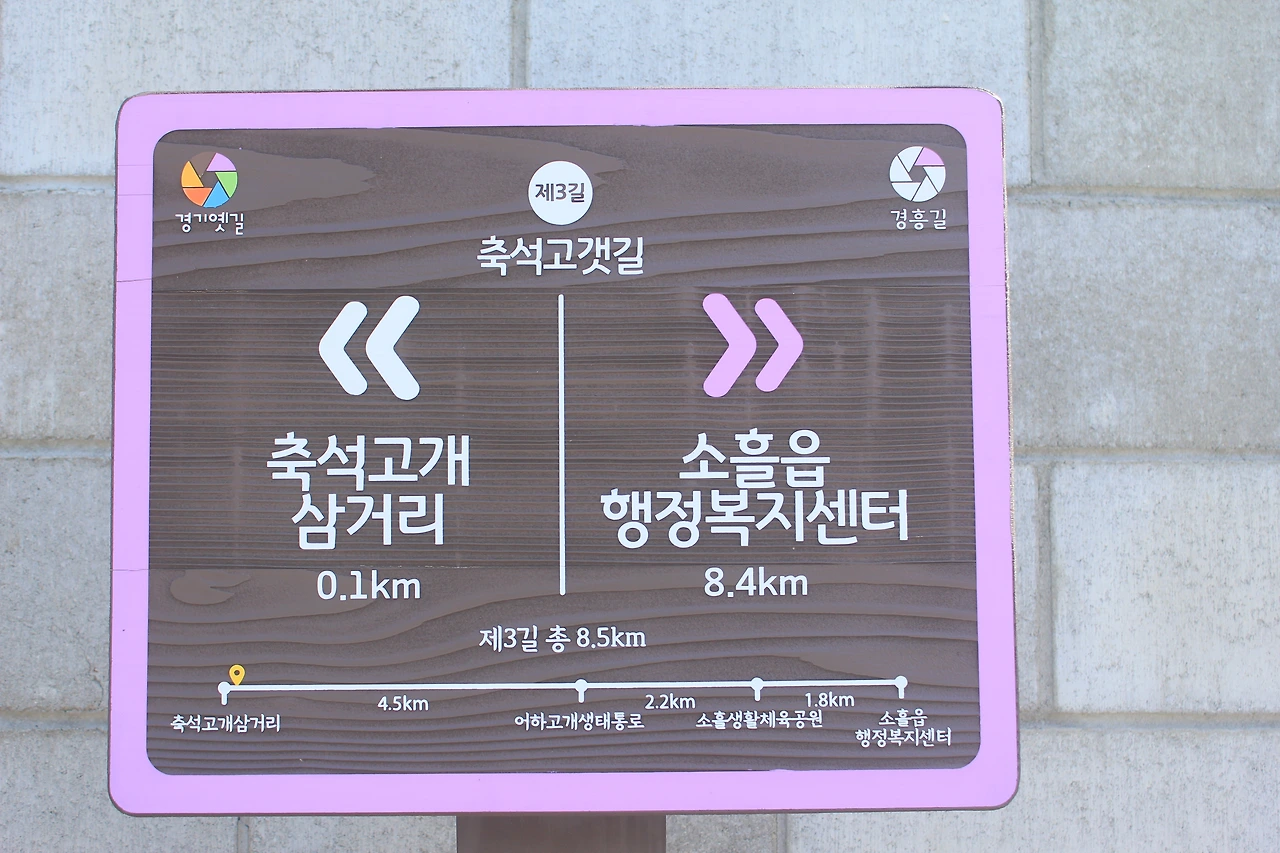 경기옛길
제3길
경흥길
축석고갯길
축석고개
삼거리
0.1km
소흘읍
행정복지센터
8.4km
제3길 총 8.5km
4.5km
2.2km
1.8km
축석고개삼거리
어하고개생태통로
소흘생활체육공원
소흘읍
행정복지센터